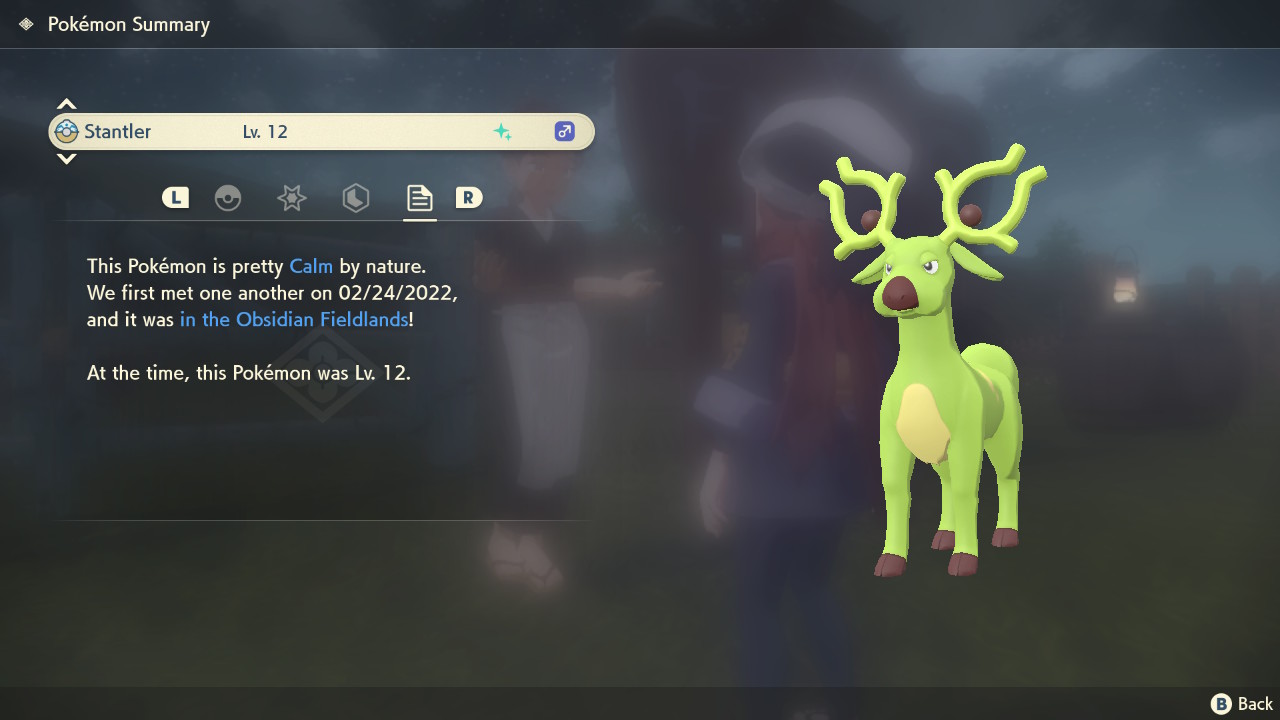 Pokémon Summary
Stantler Lv. 12
L R
This Pokémon is pretty Calm by nature.
We first met one another on 02/24/2022,
and it was in the Obsidian Fieldlands!
At the time, this Pokémon was Lv. 12.
B Back